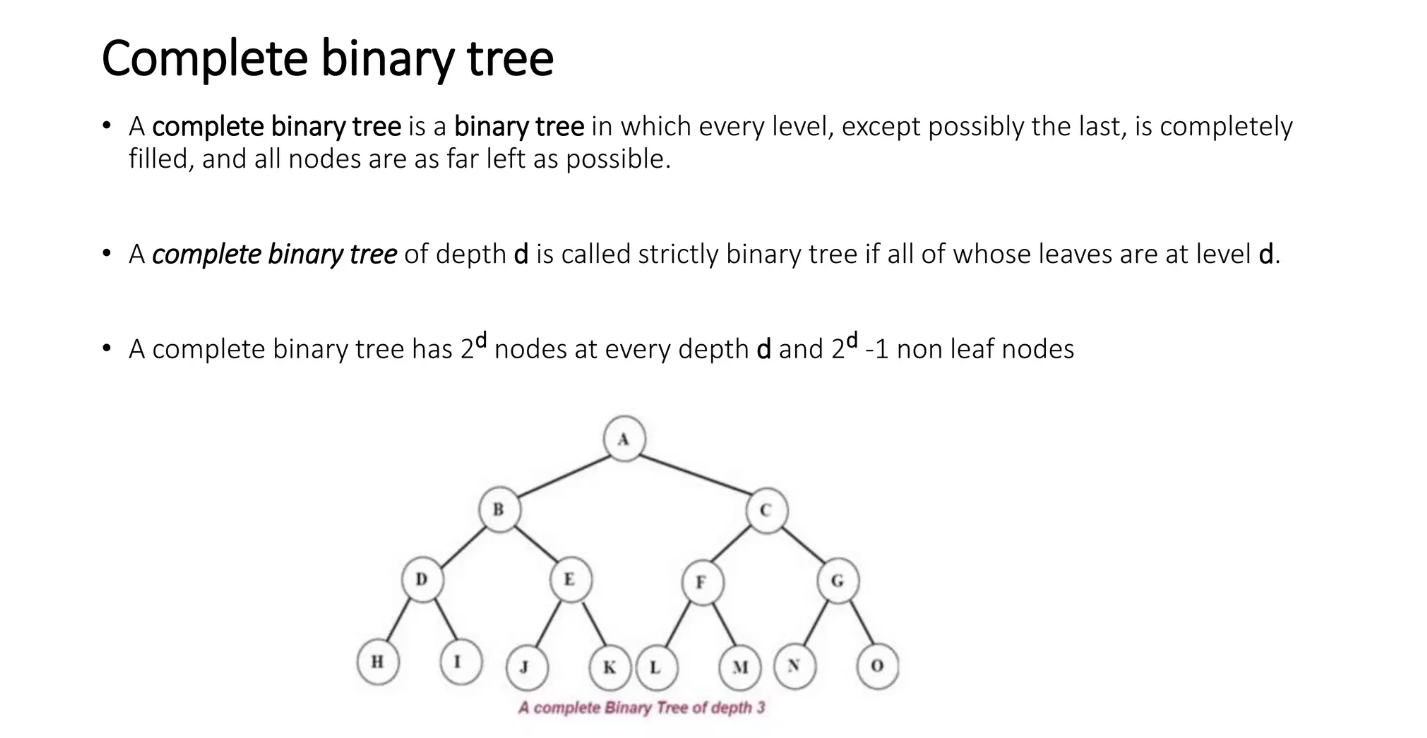 Complete binary tree
• A complete binary tree is a binary tree in which every level, except possibly the last, is completely
filled, and all nodes are as far left as possible.
• A complete binary tree of depth d is called strictly binary tree if all of whose leaves are at level d.
• A complete binary tree has 2^d nodes at every depth d and 2^d -1 non leaf nodes
A
B C
D E F G
H I J K L M N O
A complete Binary Tree of depth 3